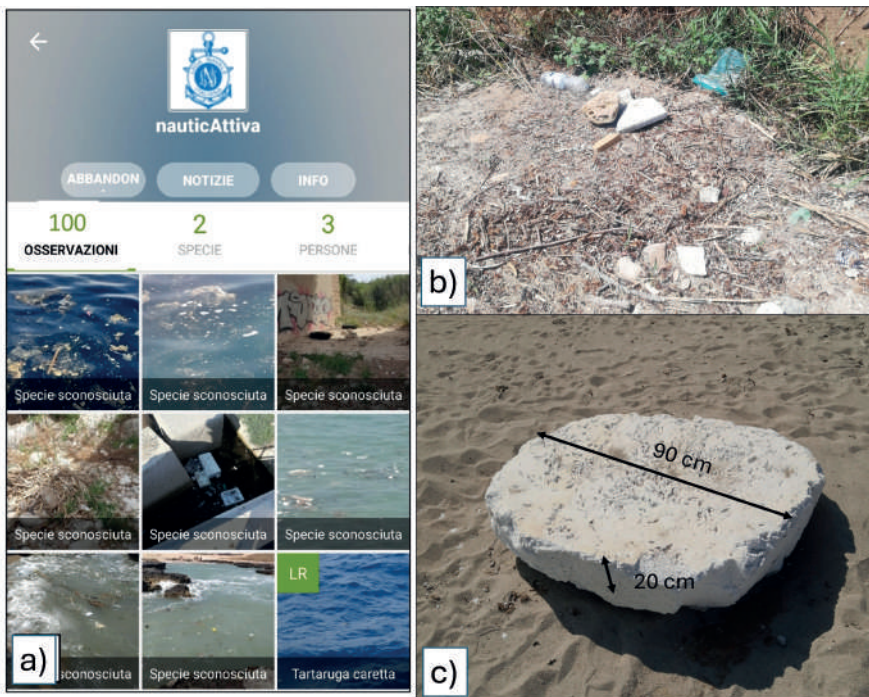 nauticAttiva
ABBANDON
NOTIZIE
INFO
100
2
3
OSSERVAZIONI
SPECIE
PERSONE
Specie sconosciuta
Specie sconosciuta
Specie sconosciuta
Specie sconosciuta
Specie sconosciuta
Specie sconosciuta
sconosciuta
Specie sconosciuta
LR
Tartaruga caretta
a)
b)
90 cm
20 cm
c)